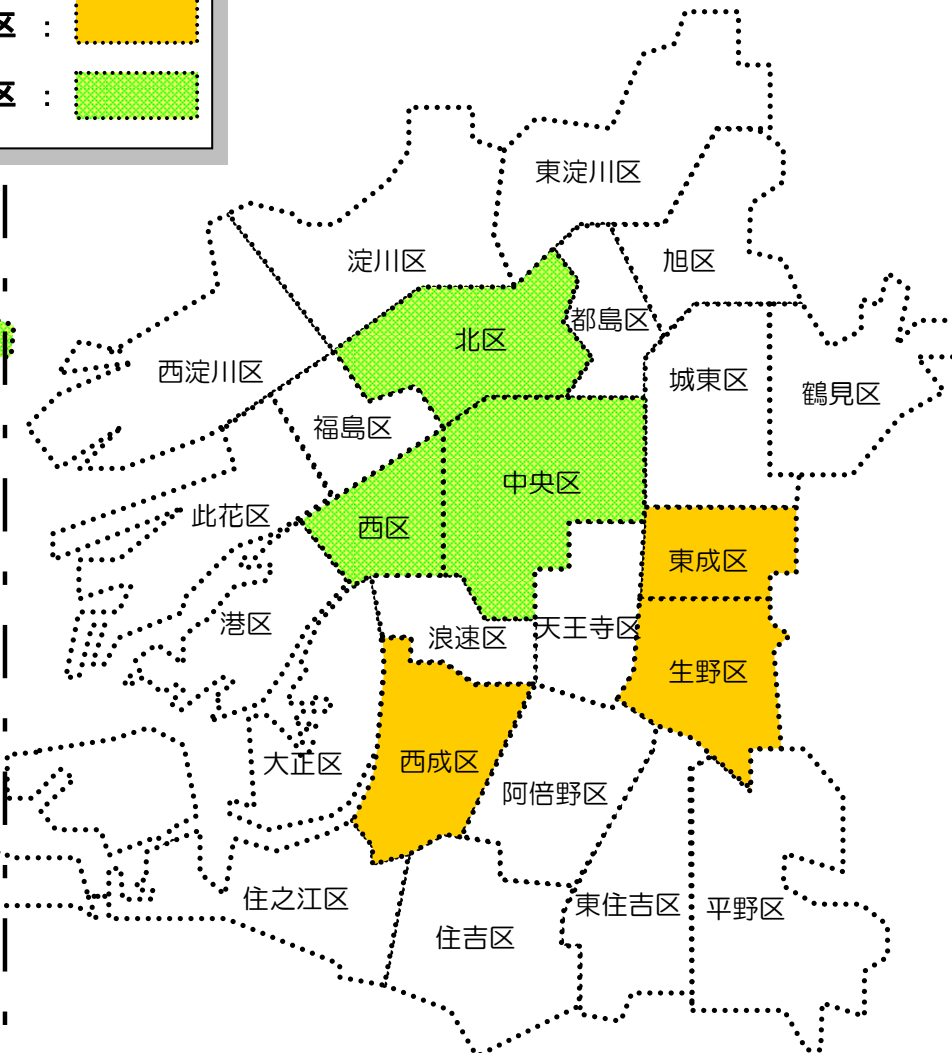 区 :
区 :
東淀川区
淀川区
旭区
都島区
北区
西淀川区
城東区
鶴見区
福島区
中央区
此花区
西区
東成区
港区
浪速区
天王寺区
生野区
大正区
西成区
阿倍野区
住之江区
東住吉区
平野区
住吉区